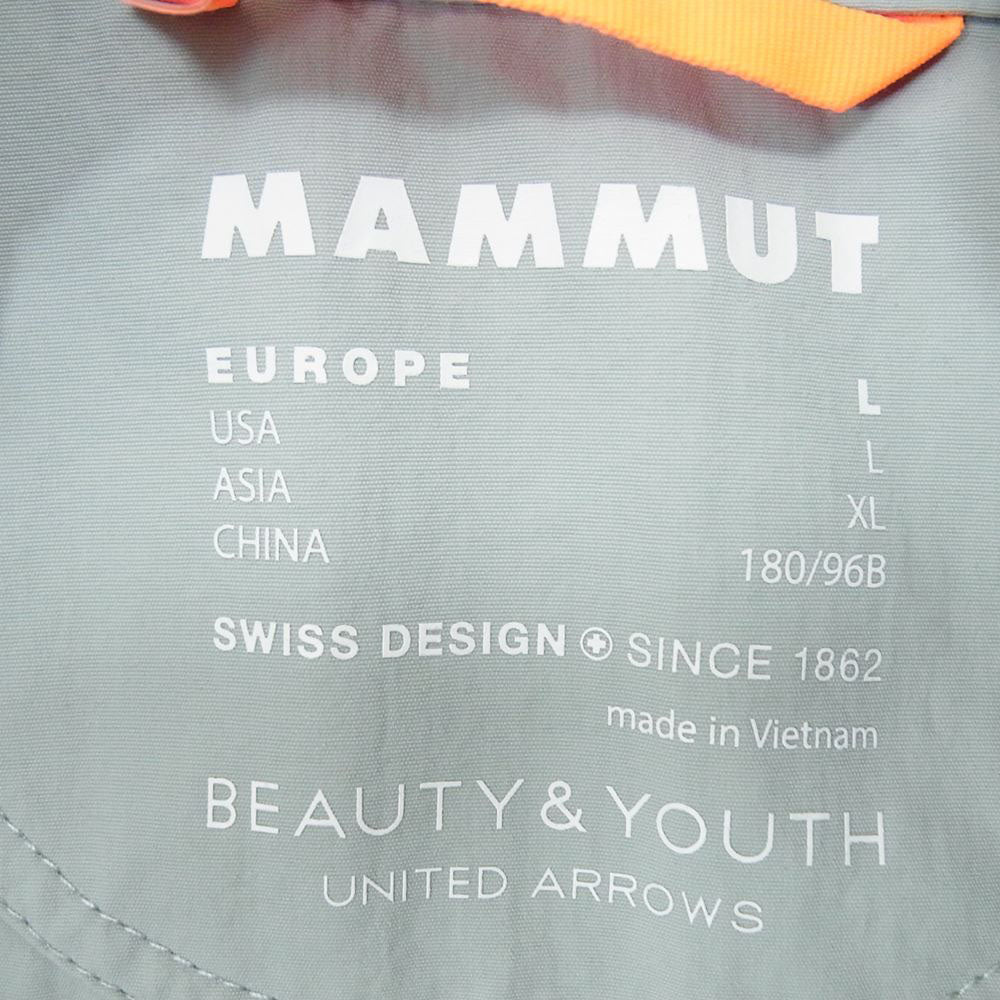 MAMMUT
EUROPE L
USA L
ASIA XL
CHINA 180/96B
SWISS DESIGN SINCE 1862
made in Vietnam
BEAUTY & YOUTH
UNITED ARROWS